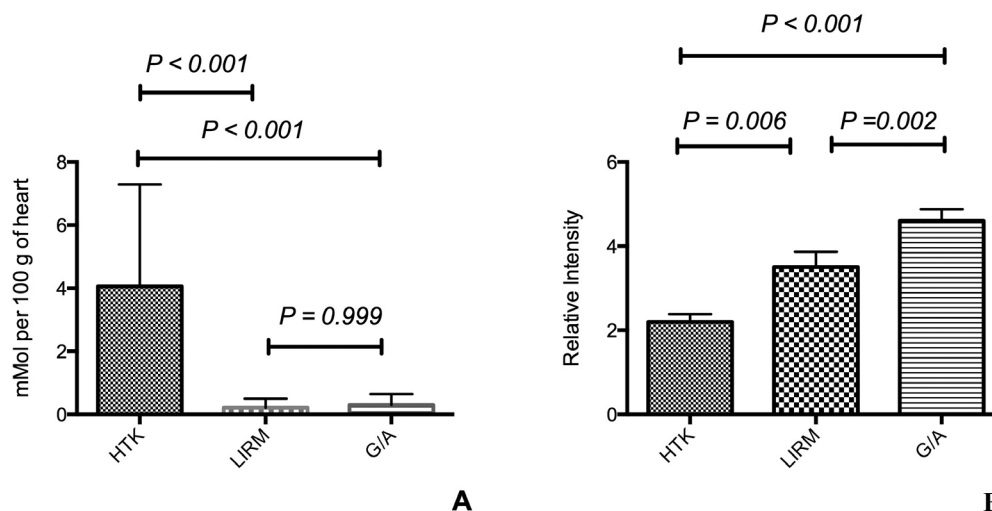 P < 0.001
P < 0.001
P = 0.999
mMol per 100 g of heart
8
6
4
2
0
HTK
LIRM
G/A
A
P < 0.001
P = 0.006
P =0.002
Relative Intensity
6
4
2
0
HTK
LIRM
G/A